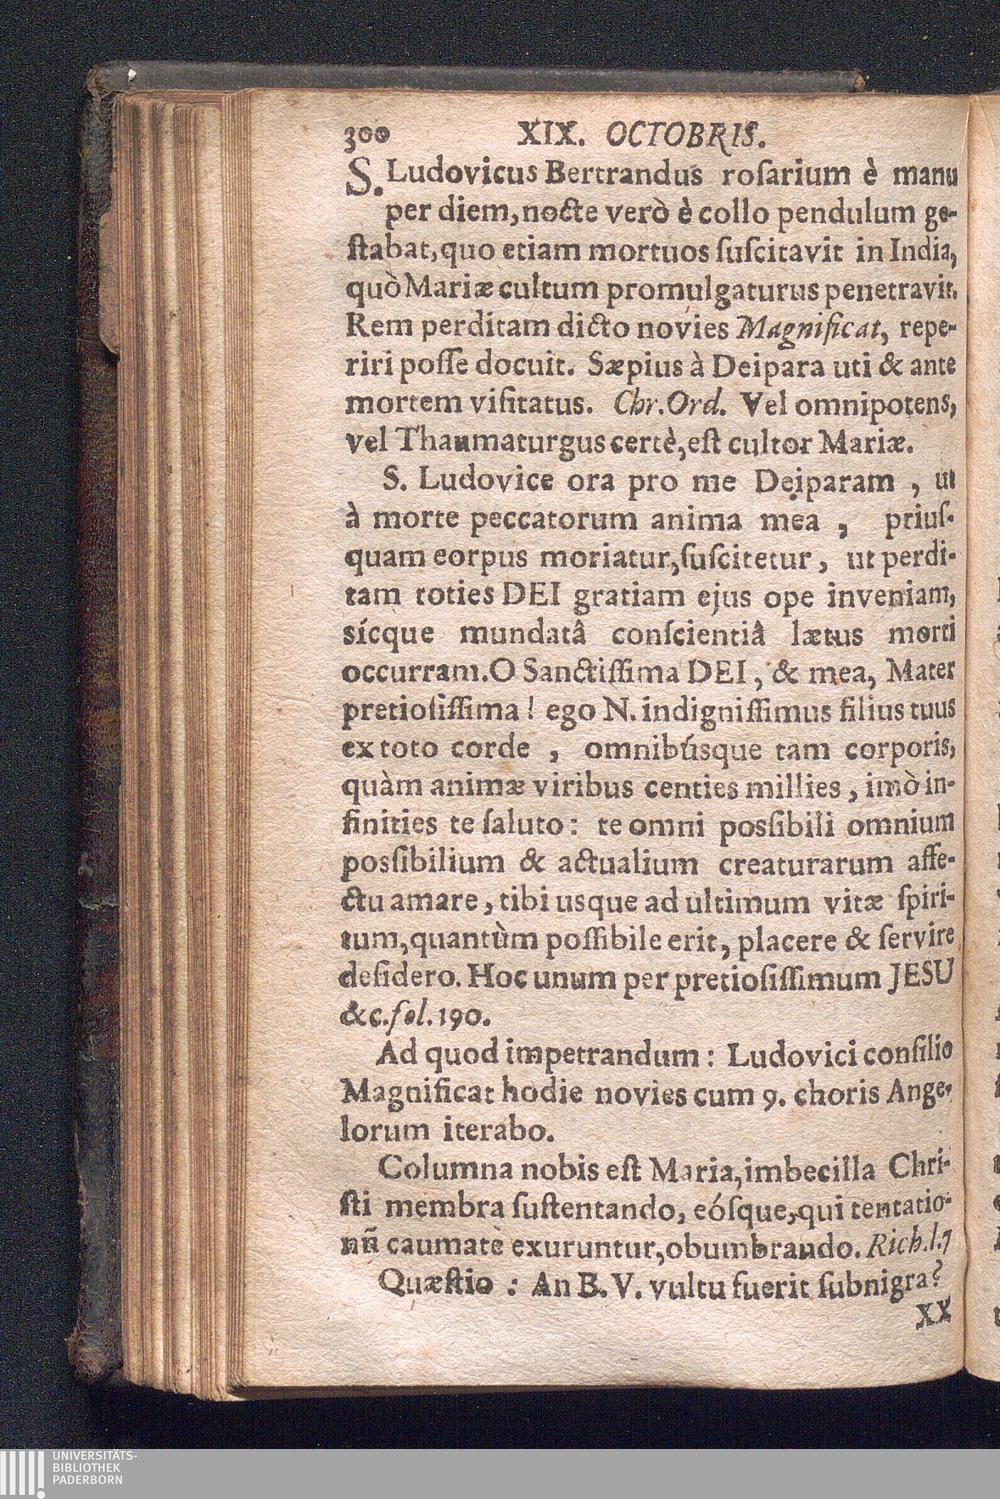 300 XIX. OCTOBRIS.
S. Ludovicus Bertrandus roſarium è manu
per diem, nocte verò è collo pendulum ge-
ſtabat, quo etiam mortuos ſuſcitavit in India,
quò Mariæ cultum promulgaturus penetravit.
Rem perditam dicto novies Magnificat, repe-
riri poſſe docuit. Sæpius à Deipara uti & ante
mortem viſitatus. Chr. Ord. Vel omnipotens,
vel Thaumaturgus certè, eſt cultor Mariæ.
S. Ludovice ora pro me Deiparam , ut
à morte peccatorum anima mea , priuſ-
quam eorpus moriatur, ſuſcitetur, ut perdi-
tam toties DEI gratiam ejus ope inveniam,
sícque mundatâ conſcientiâ lætus morti
occurram. O Sanctiſſima DEI, & mea, Mater
pretioſiſſima! ego N. indigniſſimus filius tuus
ex toto corde , omnibúsque tam corporis,
quàm animæ viribus centies millies, imò in-
finities te ſaluto: te omni poſſibili omnium
poſſibilium & actualium creaturarum affe-
ctu amare, tibi usque ad ultimum vitæ ſpiri-
tum, quantùm poſſibile erit, placere & ſervire
deſidero. Hoc unum per pretioſiſſimum JESU
&c. fol. 190.
Ad quod impetrandum: Ludovici conſilio
Magnificat hodie novies cum 9. choris Ange-
lorum iterabo.
Columna nobis eſt Maria, imbecilla Chri-
ſti membra ſuſtentando, eóſque, qui tentatio-
nũ caumate exuruntur, obumbrando. Rich. l. 7
Quæſtio : An B. V. vultu fuerit ſubnigra?
XX
UNIVERSITÄTS-
BIBLIOTHEK
PADERBORN